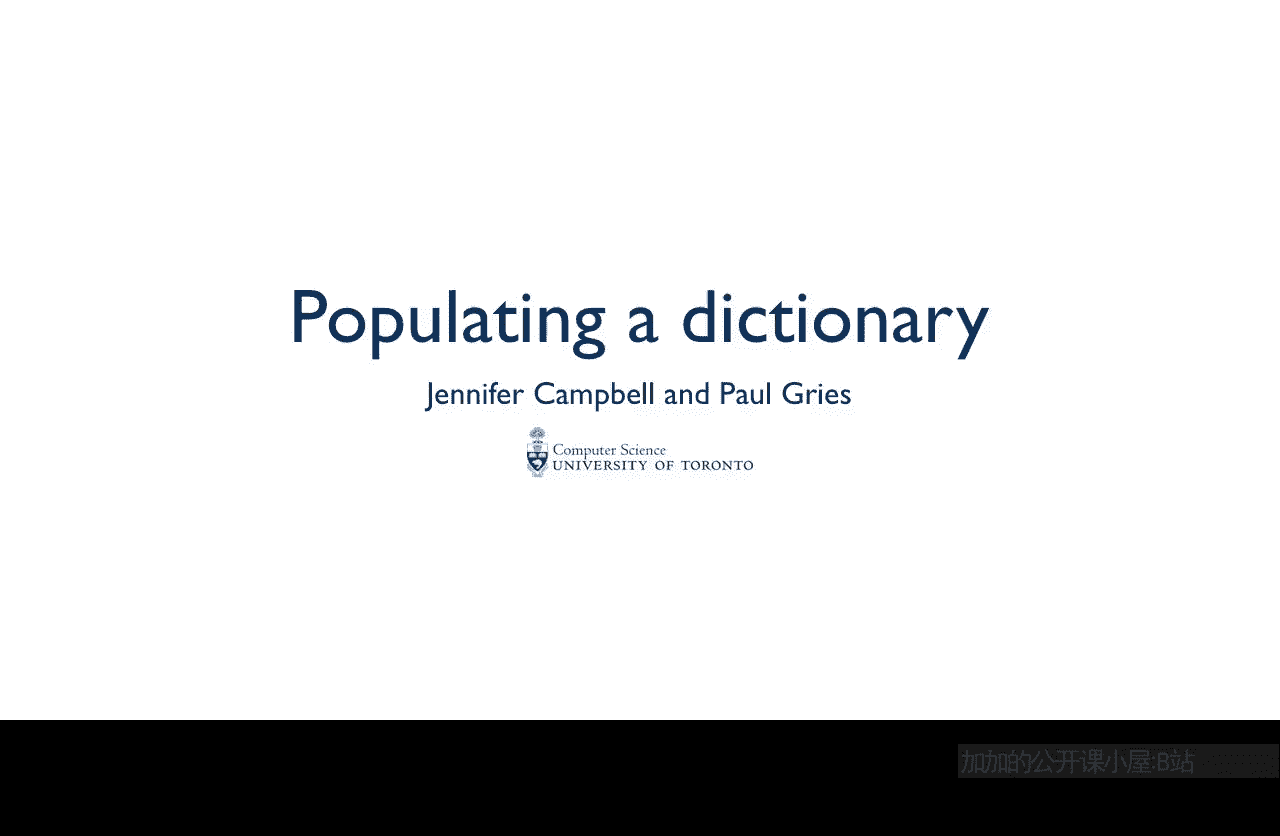 Populating a dictionary
Jennifer Campbell and Paul Gries
Computer Science
UNIVERSITY OF TORONTO
加加的公开课小屋:B站